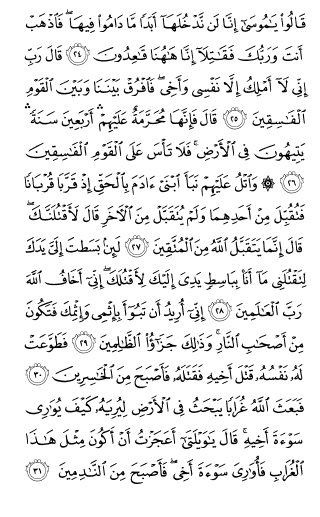 قَالُوا۟ يَـٰمُوسَىٰٓ إِنَّا لَن نَّدْخُلَهَآ أَبَدًا مَّا دَامُوا۟ فِيهَا ۖ فَٱذْهَبْ
أَنتَ وَرَبُّكَ فَقَـٰتِلَآ إِنَّا هَـٰهُنَا قَـٰعِدُونَ ﴿٢٤﴾ قَالَ رَبِّ
إِنِّى لَآ أَمْلِكُ إِلَّا نَفْسِى وَأَخِى ۖ فَٱفْرُقْ بَيْنَنَا وَبَيْنَ ٱلْقَوْمِ
ٱلْفَـٰسِقِينَ ﴿٢٥﴾ قَالَ فَإِنَّهَا مُحَرَّمَةٌ عَلَيْهِمْ ۛ أَرْبَعِينَ سَنَةً ۛ
يَتِيهُونَ فِى ٱلْأَرْضِ ۚ فَلَا تَأْسَ عَلَى ٱلْقَوْمِ ٱلْفَـٰسِقِينَ
﴿٢٦﴾ ۞ وَٱتْلُ عَلَيْهِمْ نَبَأَ ٱبْنَىْ ءَادَمَ بِٱلْحَقِّ إِذْ قَرَّبَا قُرْبَانًا
فَتُقُبِّلَ مِنْ أَحَدِهِمَا وَلَمْ يُتَقَبَّلْ مِنَ ٱلْـَٔاخَرِ قَالَ لَأَقْتُلَنَّكَ ۖ
قَالَ إِنَّمَا يَتَقَبَّلُ ٱللَّهُ مِنَ ٱلْمُتَّقِينَ ﴿٢٧﴾ لَئِنۢ بَسَطتَ إِلَىَّ يَدَكَ
لِتَقْتُلَنِى مَآ أَنَا۠ بِبَاسِطٍ يَدِىَ إِلَيْكَ لِأَقْتُلَكَ ۖ إِنِّىٓ أَخَافُ ٱللَّهَ
رَبَّ ٱلْعَـٰلَمِينَ ﴿٢٨﴾ إِنِّىٓ أُرِيدُ أَن تَبُوٓأَ بِإِثْمِى وَإِثْمِكَ فَتَكُونَ
مِنْ أَصْحَـٰبِ ٱلنَّارِ ۚ وَذَٰلِكَ جَزَٰٓؤُا۟ ٱلظَّـٰلِمِينَ ﴿٢٩﴾ فَطَوَّعَتْ
لَهُۥ نَفْسُهُۥ قَتْلَ أَخِيهِ فَقَتَلَهُۥ فَأَصْبَحَ مِنَ ٱلْخَـٰسِرِينَ ﴿٣٠﴾
فَبَعَثَ ٱللَّهُ غُرَابًا يَبْحَثُ فِى ٱلْأَرْضِ لِيُرِيَهُۥ كَيْفَ يُوَٰرِى
سَوْءَةَ أَخِيهِ ۚ قَالَ يَـٰوَيْلَتَىٰٓ أَعَجَزْتُ أَنْ أَكُونَ مِثْلَ هَـٰذَا
ٱلْغُرَابِ فَأُوَٰرِىَ سَوْءَةَ أَخِى ۖ فَأَصْبَحَ مِنَ ٱلنَّـٰدِمِينَ ﴿٣١﴾